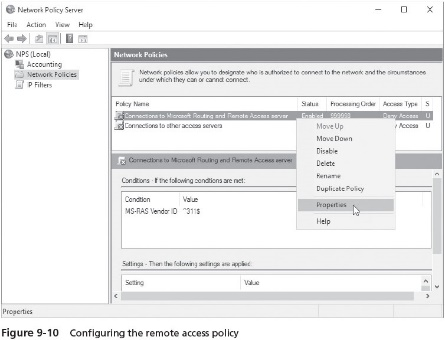 Network Policy Server
File Action View Help
NPS (Local)
Accounting
Network Policies
IP Filters
Network Policies
Network policies allow you to designate who is authorized to connect to the network and the circumstances
under which they can or cannot connect.
Policy Name Status Processing Order Access Type S
Connections to Microsoft Routing and Remote Access server Enabled 999998 Deny Access U
Connections to other access servers y Access U
Move Up
Move Down
Disable
Delete
Rename
Duplicate Policy
Properties
Help
Connections to Microsoft Routing and Remote Access server
Conditions - If the following conditions are met:
Condition Value
MS-RAS Vendor ID ^311$
Settings - Then the following settings are applied:
Setting Value
Properties
Figure 9-10 Configuring the remote access policy